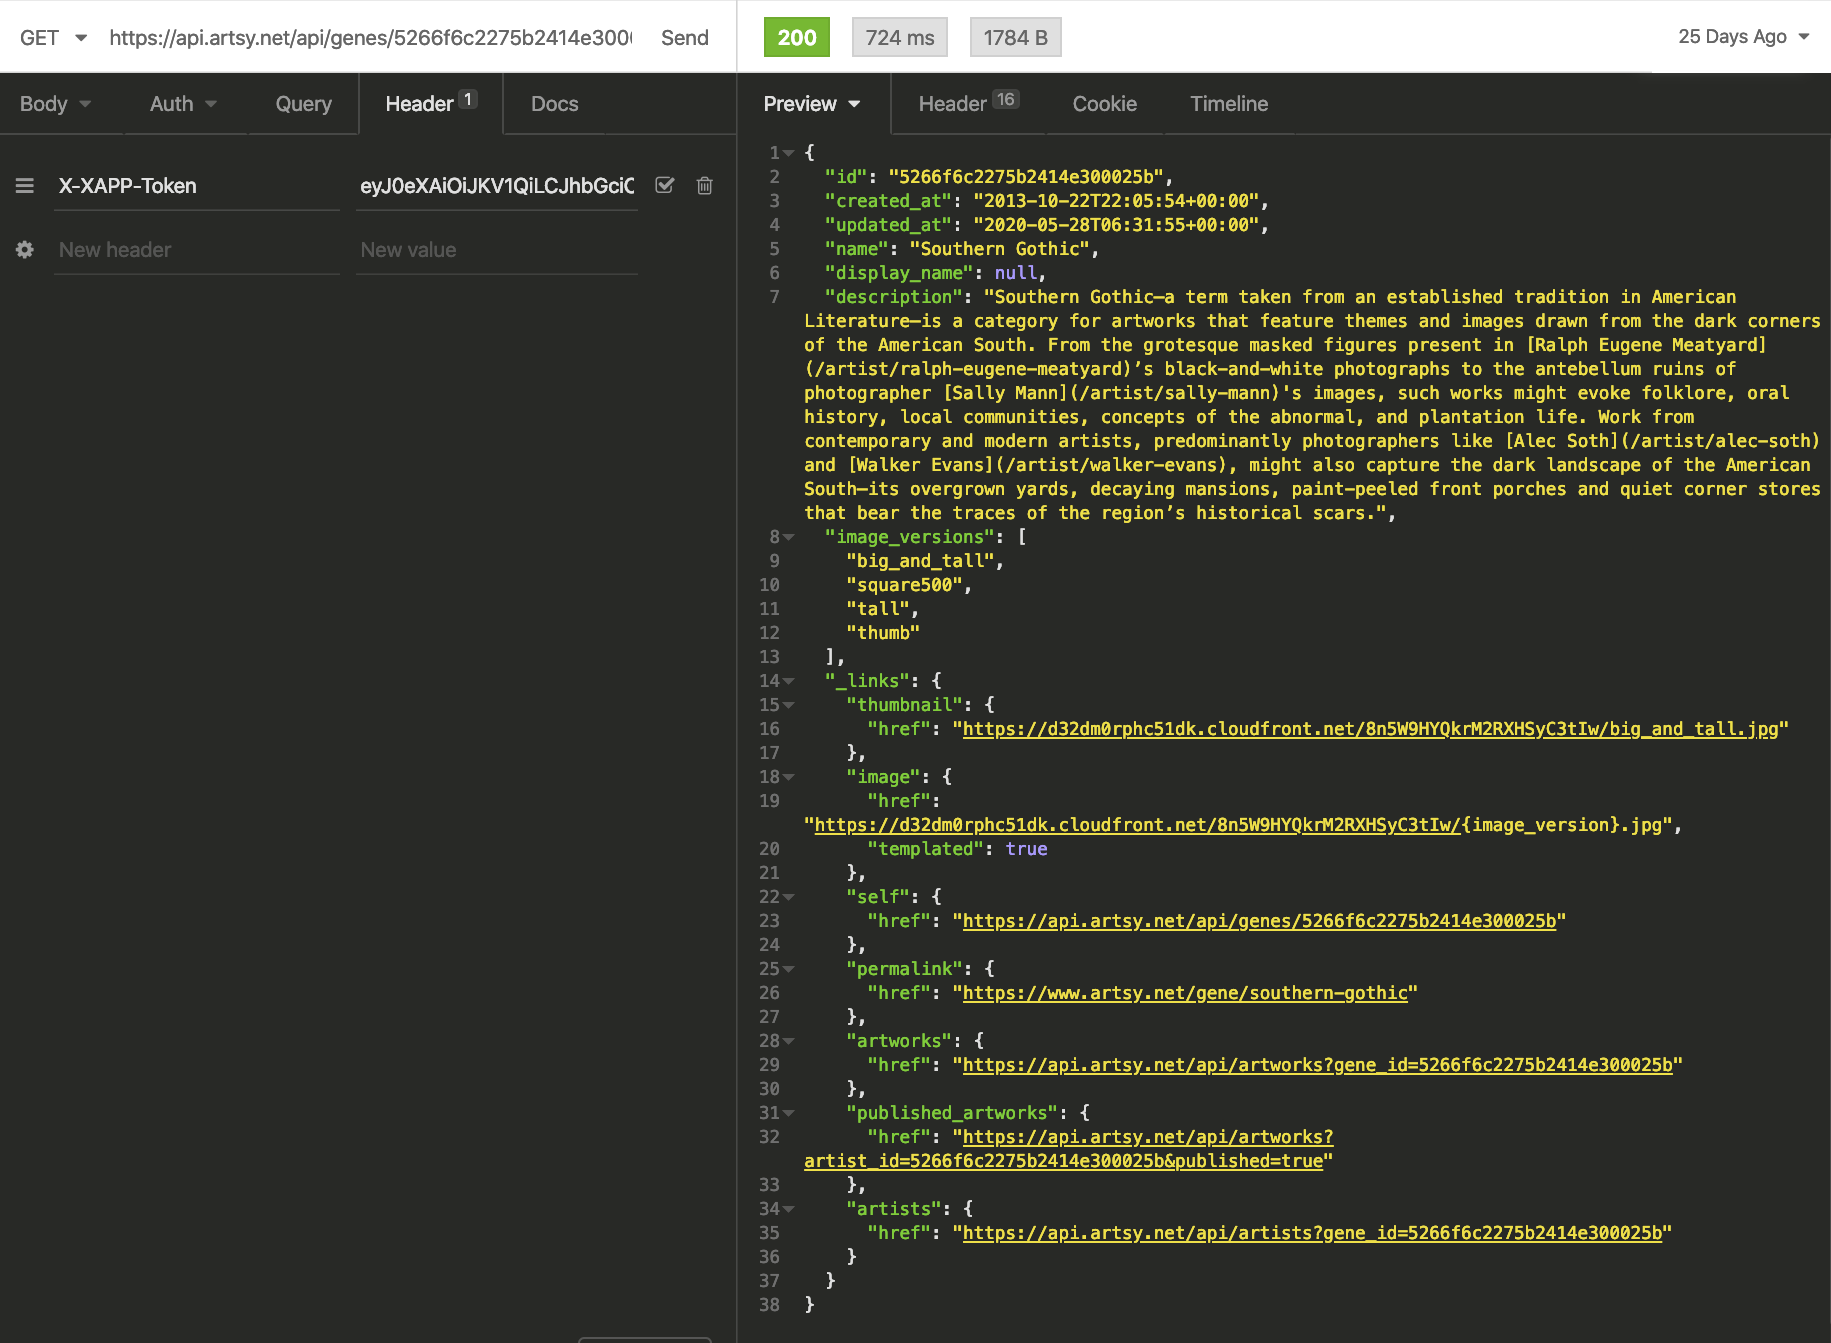 GET https://api.artsy.net/api/genes/5266f6c2275b2414e300 Send
200 724 ms 1784 B 25 Days Ago
Body Auth Query Header 1 Docs
Preview Header 16 Cookie Timeline
X-XAPP-Token eyJ0eXAiOiJKV1QiLCJhbGciO
New header New value
1 {
2 "id": "5266f6c2275b2414e300025b",
3 "created_at": "2013-10-22T22:05:54+00:00",
4 "updated_at": "2020-05-28T06:31:55+00:00",
5 "name": "Southern Gothic",
6 "display_name": null,
7 "description": "Southern Gothic—a term taken from an established tradition in American
Literature—is a category for artworks that feature themes and images drawn from the dark corners
of the American South. From the grotesque masked figures present in [Ralph Eugene Meatyard]
(/artist/ralph-eugene-meatyard)’s black-and-white photographs to the antebellum ruins of
photographer [Sally Mann](/artist/sally-mann)'s images, such works might evoke folklore, oral
history, local communities, concepts of the abnormal, and plantation life. Work from
contemporary and modern artists, predominantly photographers like [Alec Soth](/artist/alec-soth)
and [Walker Evans](/artist/walker-evans), might also capture the dark landscape of the American
South—its overgrown yards, decaying mansions, paint-peeled front porches and quiet corner stores
that bear the traces of the region’s historical scars.",
8 "image_versions": [
9 "big_and_tall",
10 "square500",
11 "tall",
12 "thumb"
13 ],
14 "_links": {
15 "thumbnail": {
16 "href": "https://d32dm0rphc51dk.cloudfront.net/8n5W9HYQkrM2RXHSyC3tIw/big_and_tall.jpg"
17 },
18 "image": {
19 "href":
"https://d32dm0rphc51dk.cloudfront.net/8n5W9HYQkrM2RXHSyC3tIw/{image_version}.jpg",
20 "templated": true
21 },
22 "self": {
23 "href": "https://api.artsy.net/api/genes/5266f6c2275b2414e300025b"
24 },
25 "permalink": {
26 "href": "https://www.artsy.net/gene/southern-gothic"
27 },
28 "artworks": {
29 "href": "https://api.artsy.net/api/artworks?gene_id=5266f6c2275b2414e300025b"
30 },
31 "published_artworks": {
32 "href": "https://api.artsy.net/api/artworks?
artist_id=5266f6c2275b2414e300025b&published=true"
33 },
34 "artists": {
35 "href": "https://api.artsy.net/api/artists?gene_id=5266f6c2275b2414e300025b"
36 }
37 }
38 }